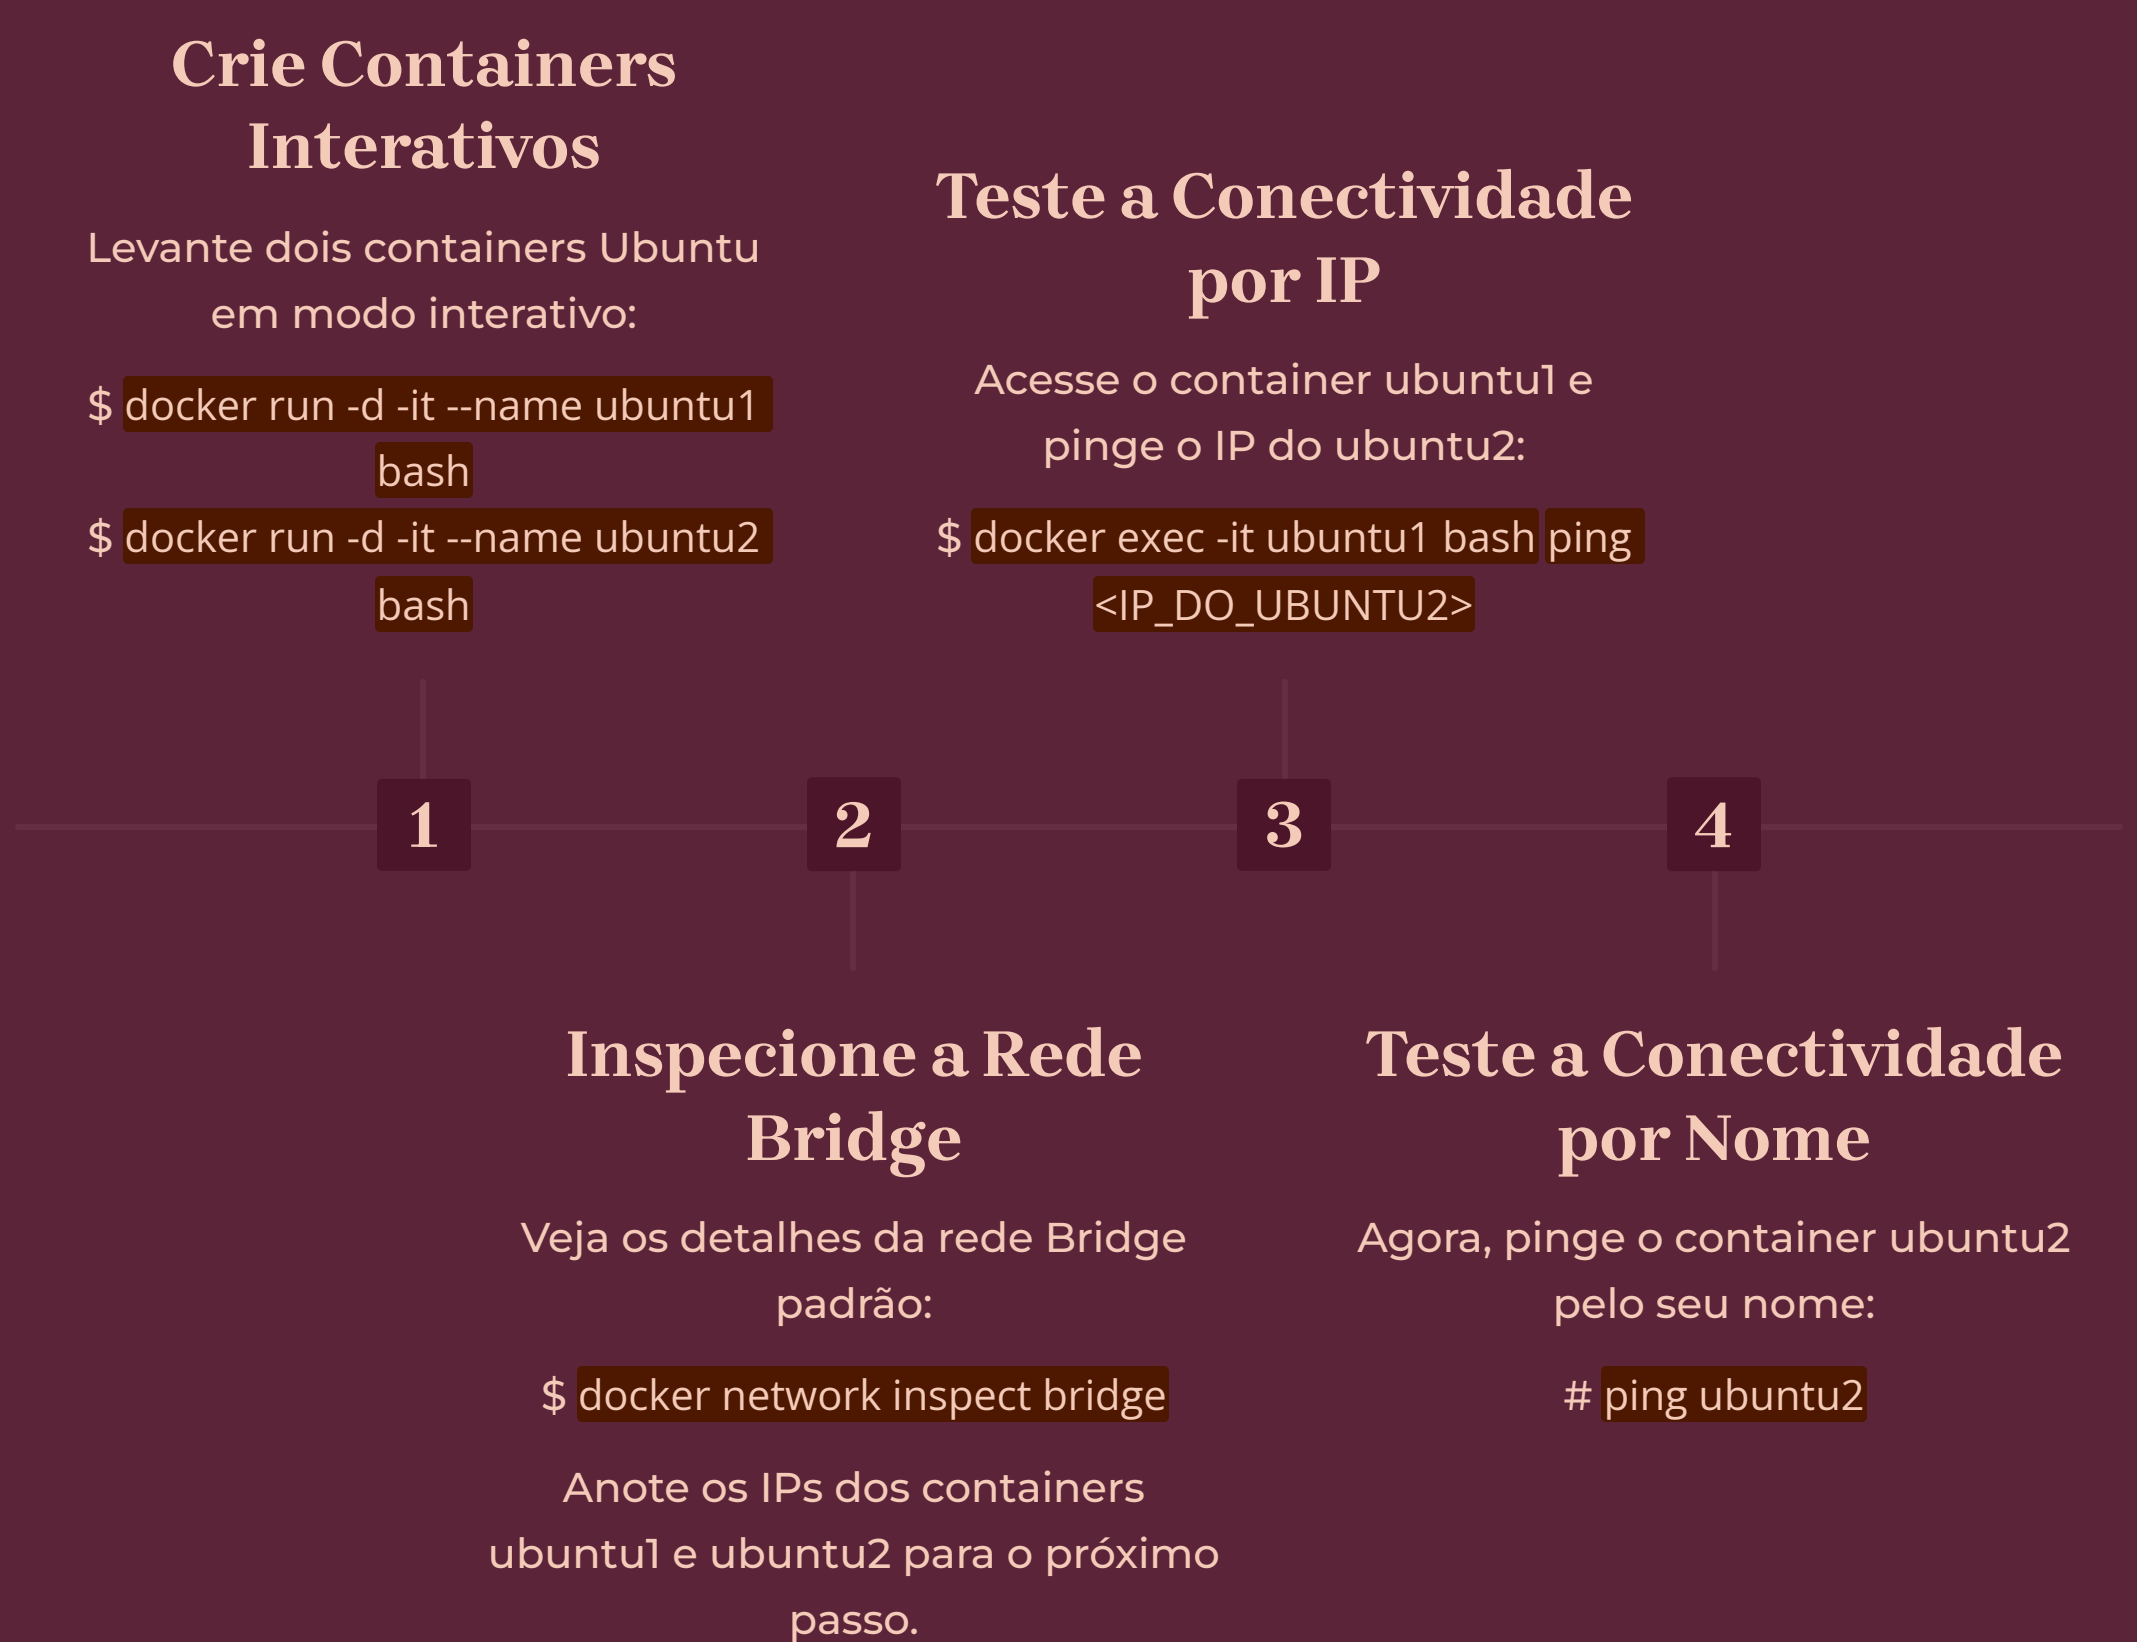 Crie Containers
Interativos
Levante dois containers Ubuntu
em modo interativo:
$ docker run -d -it --name ubuntu1
bash
$ docker run -d -it --name ubuntu2
bash
1
Inspecione a Rede
Bridge
Veja os detalhes da rede Bridge
padrão:
$ docker network inspect bridge
Anote os IPs dos containers
ubuntu1 e ubuntu2 para o próximo
passo.
2
Teste a Conectividade
por IP
Acesse o container ubuntu1 e
pinge o IP do ubuntu2:
$ docker exec -it ubuntu1 bash ping
<IP_DO_UBUNTU2>
3
Teste a Conectividade
por Nome
Agora, pinge o container ubuntu2
pelo seu nome:
# ping ubuntu2
4